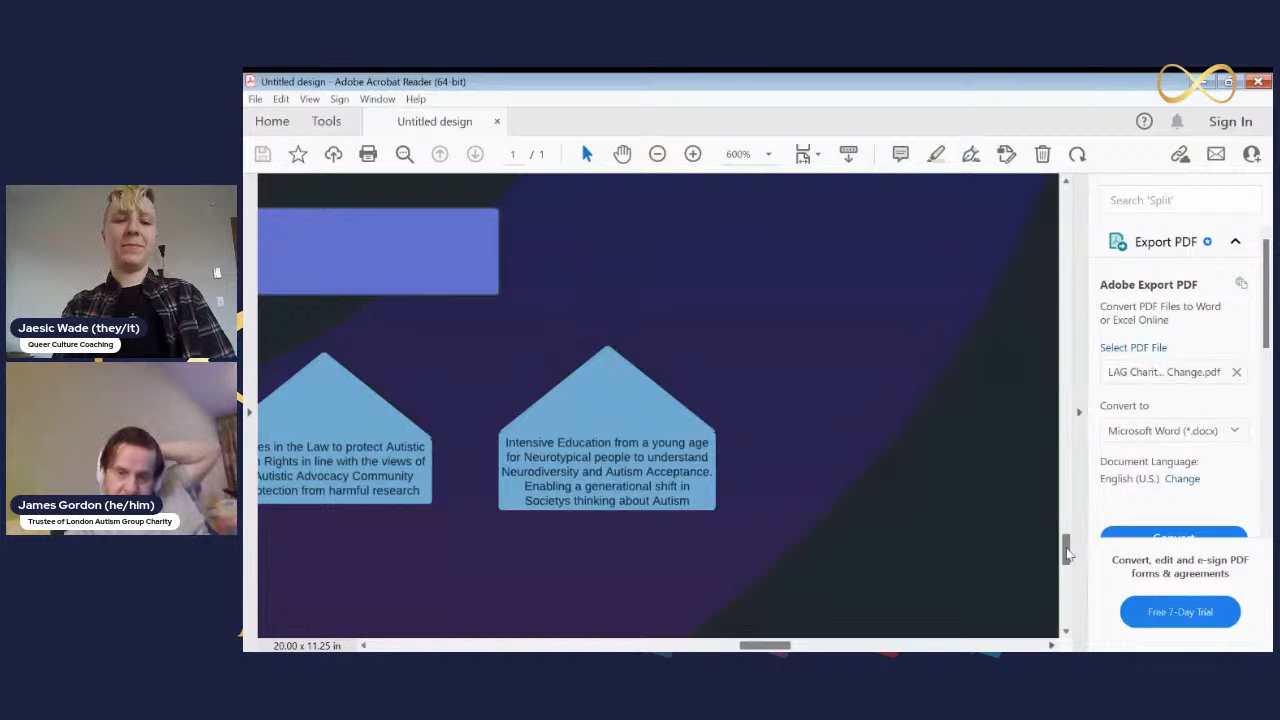 Untitled design - Adobe Acrobat Reader (64-bit)
File Edit View Sign Window Help
Home Tools Untitled design × Sign In
1 / 1 600%
Search 'Split'
Export PDF
Adobe Export PDF
Convert PDF Files to Word
or Excel Online
Select PDF File
LAG Charit... Change.pdf
Convert to
Microsoft Word (*.docx)
Document Language:
English (U.S.) Change
Convert
Convert, edit and e-sign PDF
forms & agreements
Free 7-Day Trial
es in the Law to protect Autistic
Rights in line with the views of
Autistic Advocacy Community
otection from harmful research
Intensive Education from a young age
for Neurotypical people to understand
Neurodiversity and Autism Acceptance.
Enabling a generational shift in
Societys thinking about Autism
20.00 x 11.25 in
Jaesic Wade (they/it)
Queer Culture Coaching
James Gordon (he/him)
Trustee of London Autism Group Charity